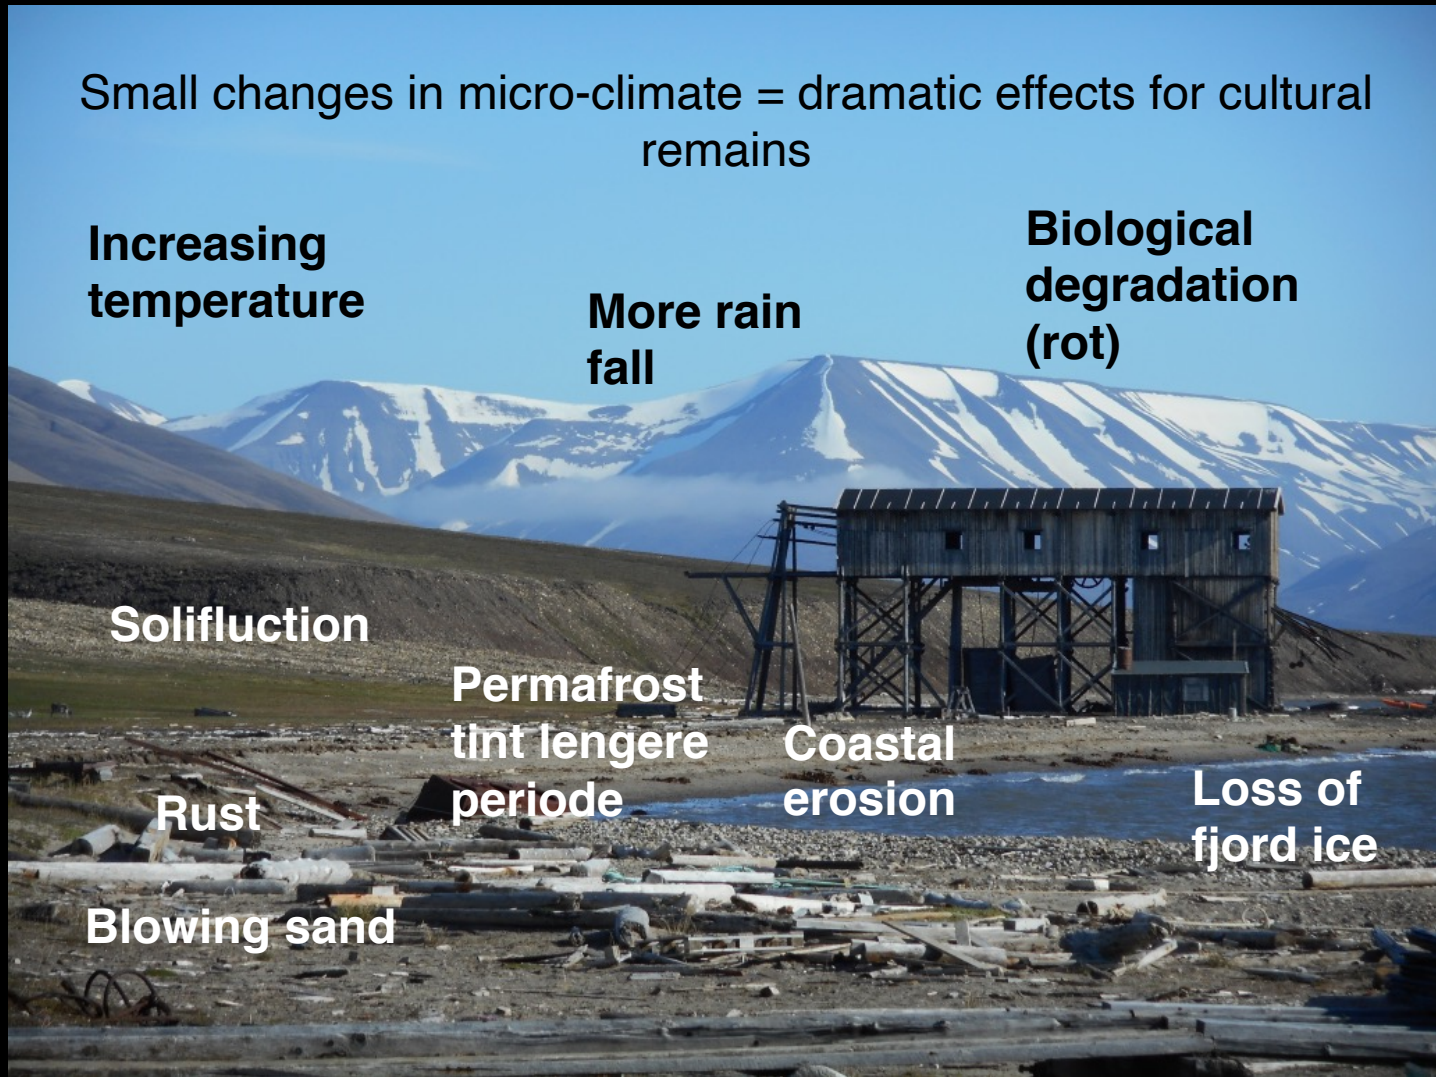 Small changes in micro-climate = dramatic effects for cultural
remains
Increasing
temperature
More rain
fall
Biological
degradation
(rot)
Solifluction
Permafrost
tint lengere
periode
Coastal
erosion
Loss of
fjord ice
Rust
Blowing sand